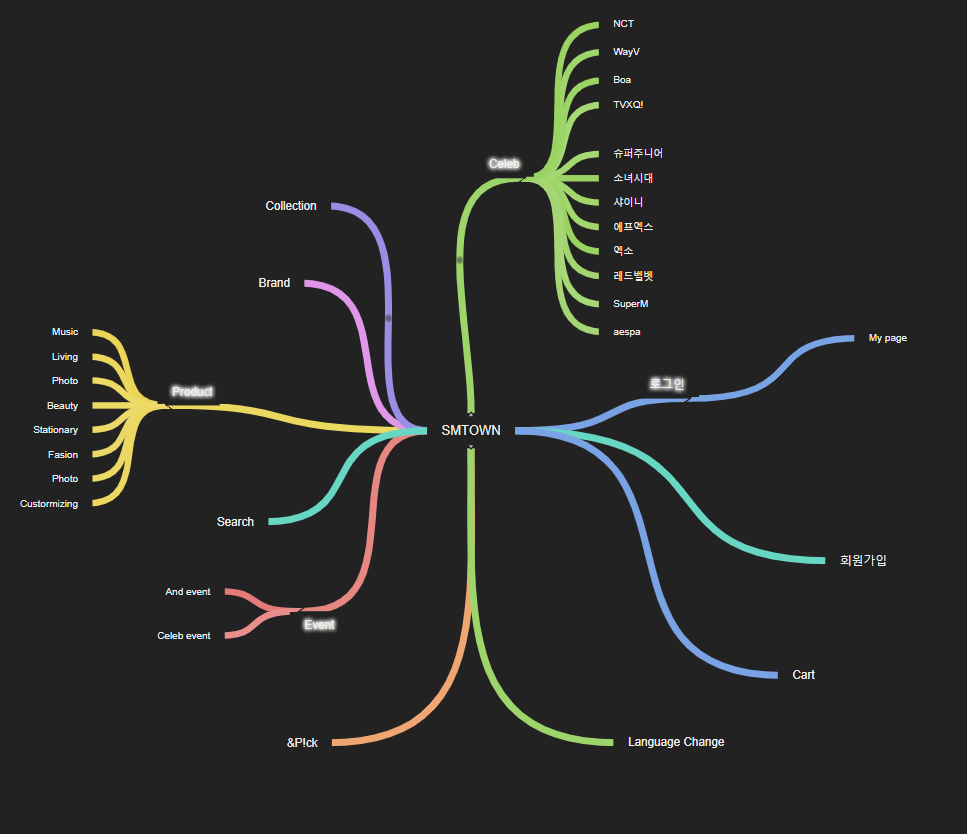 NCT
WayV
Boa
TVXQ!
Celeb
슈퍼주니어
소녀시대
샤이니
에프엑스
엑소
레드벨벳
SuperM
aespa
Collection
Brand
Music
Living
Photo
Beauty
Stationary
Fasion
Photo
Custormizing
Product
SMTOWN
로그인
My page
Search
회원가입
And event
Celeb event
Event
Cart
&P!ck
Language Change